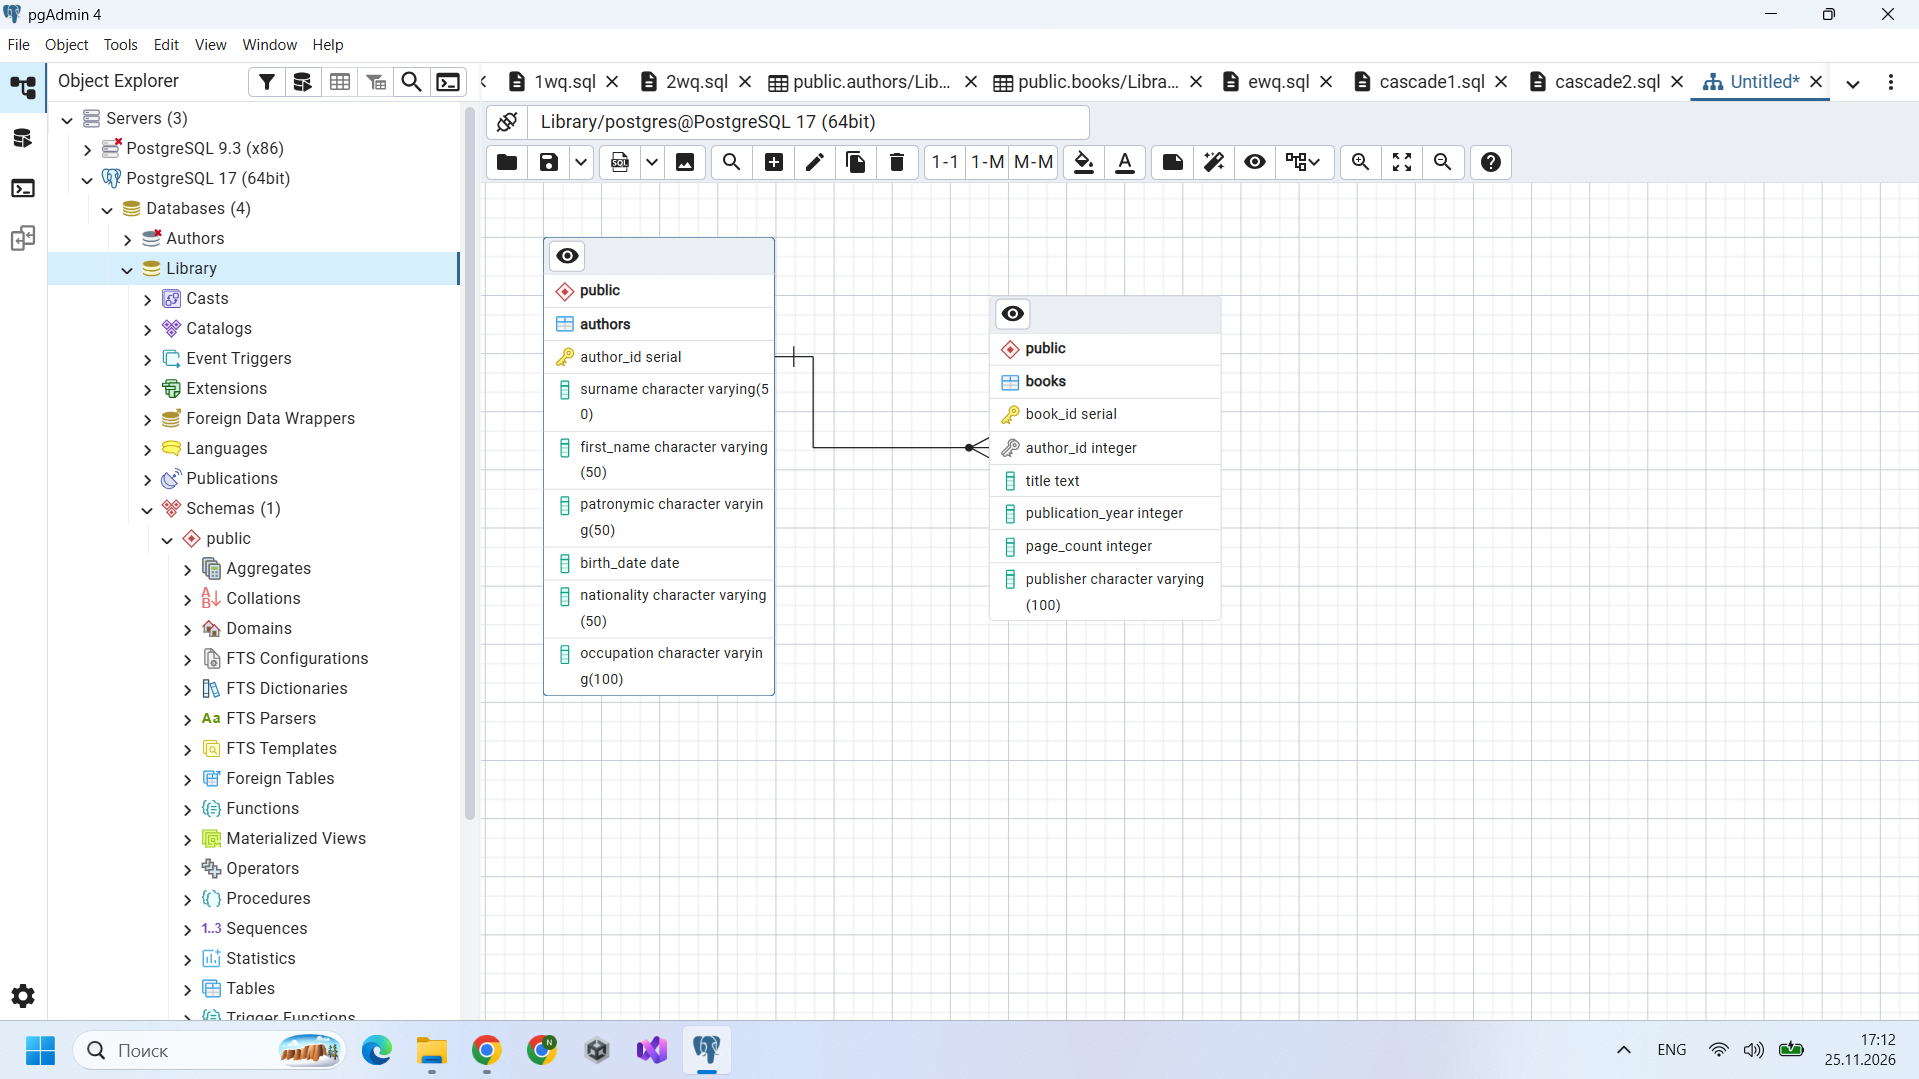 pgAdmin 4
File Object Tools Edit View Window Help
Object Explorer
1wq.sql 2wq.sql public.authors/Lib... public.books/Libra... ewq.sql cascade1.sql cascade2.sql Untitled*
Library/postgres@PostgreSQL 17 (64bit)
SQL 1-1 1-M M-M A
Servers (3)
PostgreSQL 9.3 (x86)
PostgreSQL 17 (64bit)
Databases (4)
Authors
Library
Casts
Catalogs
Event Triggers
Extensions
Foreign Data Wrappers
Languages
Publications
Schemas (1)
public
Aggregates
Collations
Domains
FTS Configurations
FTS Dictionaries
Aa FTS Parsers
FTS Templates
Foreign Tables
Functions
Materialized Views
Operators
Procedures
1..3 Sequences
Statistics
Tables
Trigger Functions
public
authors
author_id serial
surname character varying(5
0)
first_name character varying
(50)
patronymic character varyin
g(50)
birth_date date
nationality character varying
(50)
occupation character varyin
g(100)
public
books
book_id serial
author_id integer
title text
publication_year integer
page_count integer
publisher character varying
(100)
Поиск
N
ENG
17:12
25.11.2026